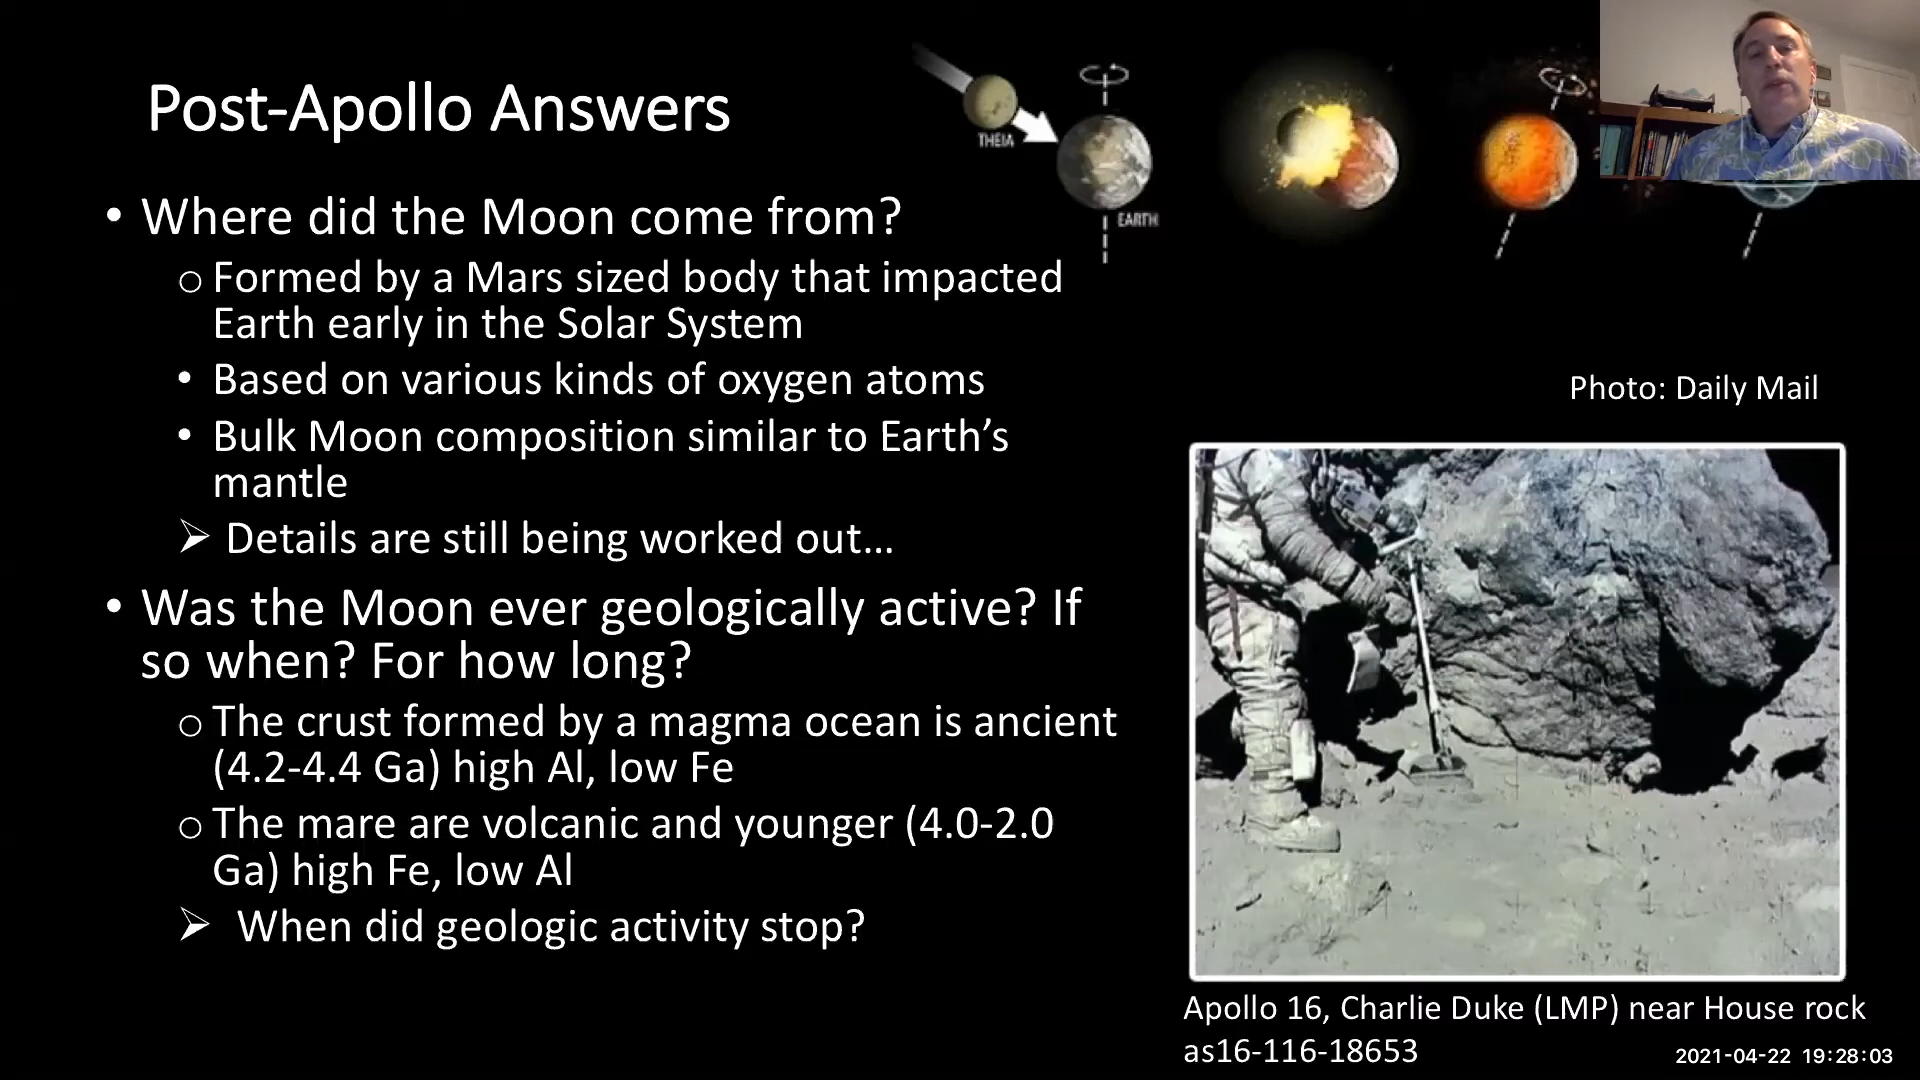 Post-Apollo Answers
THEIA
EARTH
• Where did the Moon come from?
o Formed by a Mars sized body that impacted
Earth early in the Solar System
• Based on various kinds of oxygen atoms
• Bulk Moon composition similar to Earth’s
mantle
➢ Details are still being worked out…
• Was the Moon ever geologically active? If
so when? For how long?
o The crust formed by a magma ocean is ancient
(4.2-4.4 Ga) high Al, low Fe
o The mare are volcanic and younger (4.0-2.0
Ga) high Fe, low Al
➢ When did geologic activity stop?
Photo: Daily Mail
Apollo 16, Charlie Duke (LMP) near House rock
as16-116-18653
2021-04-22 19:28:03